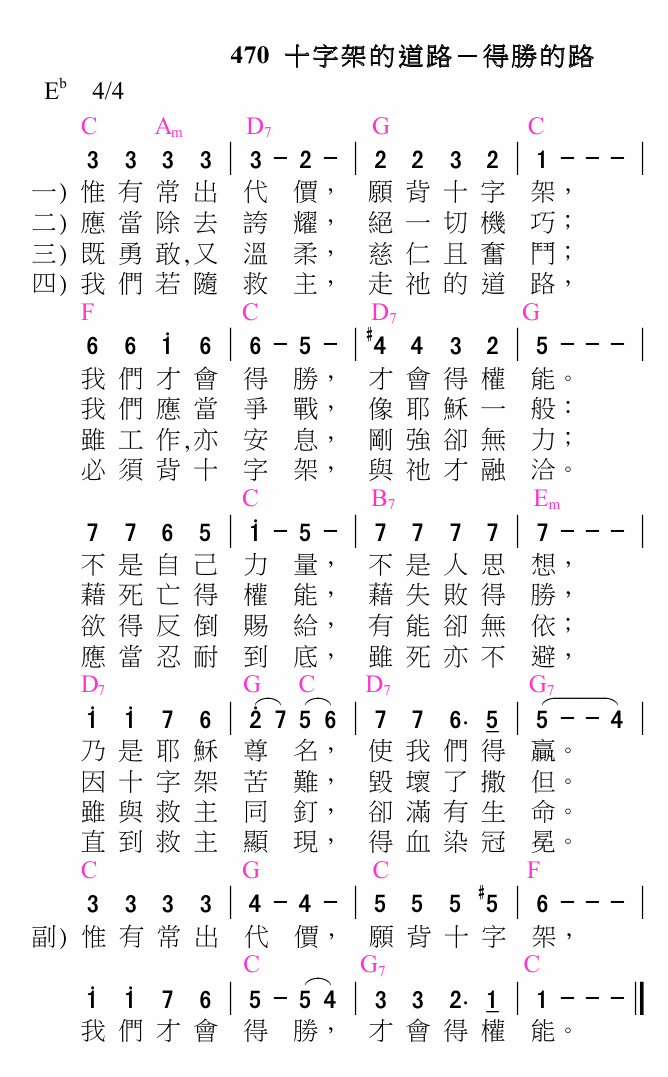 470 十字架的道路－得勝的路
E♭ 4/4
C Am D7 G C
3 3 3 3 | 3 － 2 － | 2 2 3 2 | 1 － － － |
一) 惟有常出 代 價， 願背十字 架，
二) 應當除去 誇 耀， 絕一切機 巧；
三) 既勇敢,又 溫 柔， 慈仁且奮 鬥；
四) 我們若隨 救 主， 走祂的道 路，
F C D7 G
6 6 i 6 | 6 － 5 － | ♯4 4 3 2 | 5 － － － |
我們才會 得 勝， 才會得權 能。
我們應當 爭 戰， 像耶穌一 般：
雖工作,亦 安 息， 剛強卻無 力；
必須背十 字 架， 與祂才融 洽。
C B7 Em
7 7 6 5 | i － 5 － | 7 7 7 7 | 7 － － － |
不是自己 力 量， 不是人思 想，
藉死亡得 權 能， 藉失敗得 勝，
欲得反倒 賜 給， 有能卻無 依；
應當忍耐 到 底， 雖死亦不 避，
D7 G C D7 G7
i i 7 6 | 2̇ 7 5 6 | 7 7 6. 5 | 5 － － 4 |
乃是耶穌 尊 名， 使我們得 贏。
因十字架 苦 難， 毀壞了撒 但。
雖與救主 同 釘， 卻滿有生 命。
直到救主 顯 現， 得血染冠 冕。
C G C F
3 3 3 3 | 4 － 4 － | 5 5 5 ♯5 | 6 － － － |
副) 惟有常出 代 價， 願背十字 架，
C G7 C
i i 7 6 | 5 － 5 4 | 3 3 2. 1 | 1 － － － ‖
我們才會 得 勝， 才會得權 能。